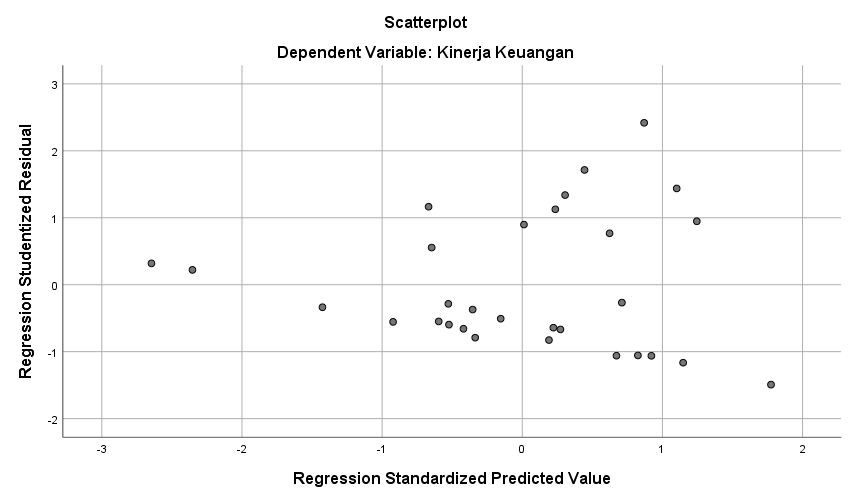 Scatterplot
Dependent Variable: Kinerja Keuangan
Regression Studentized Residual
3
2
1
0
-1
-2
-3 -2 -1 0 1 2
Regression Standardized Predicted Value